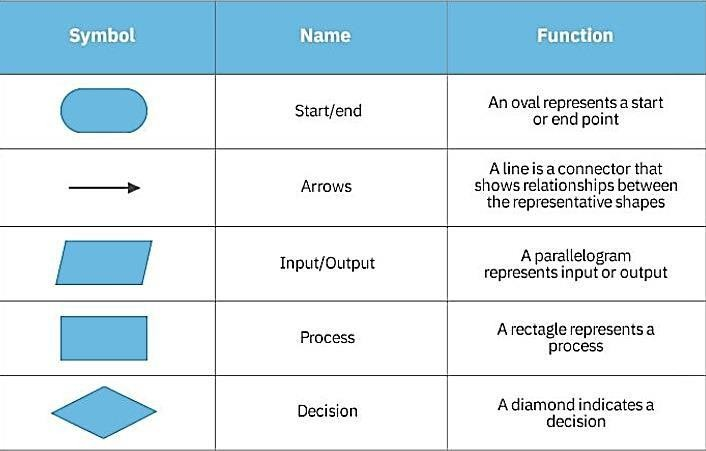 Symbol
Name
Function
Start/end
An oval represents a start
or end point
Arrows
A line is a connector that
shows relationships between
the representative shapes
Input/Output
A parallelogram
represents input or output
Process
A rectagle represents a
process
Decision
A diamond indicates a
decision